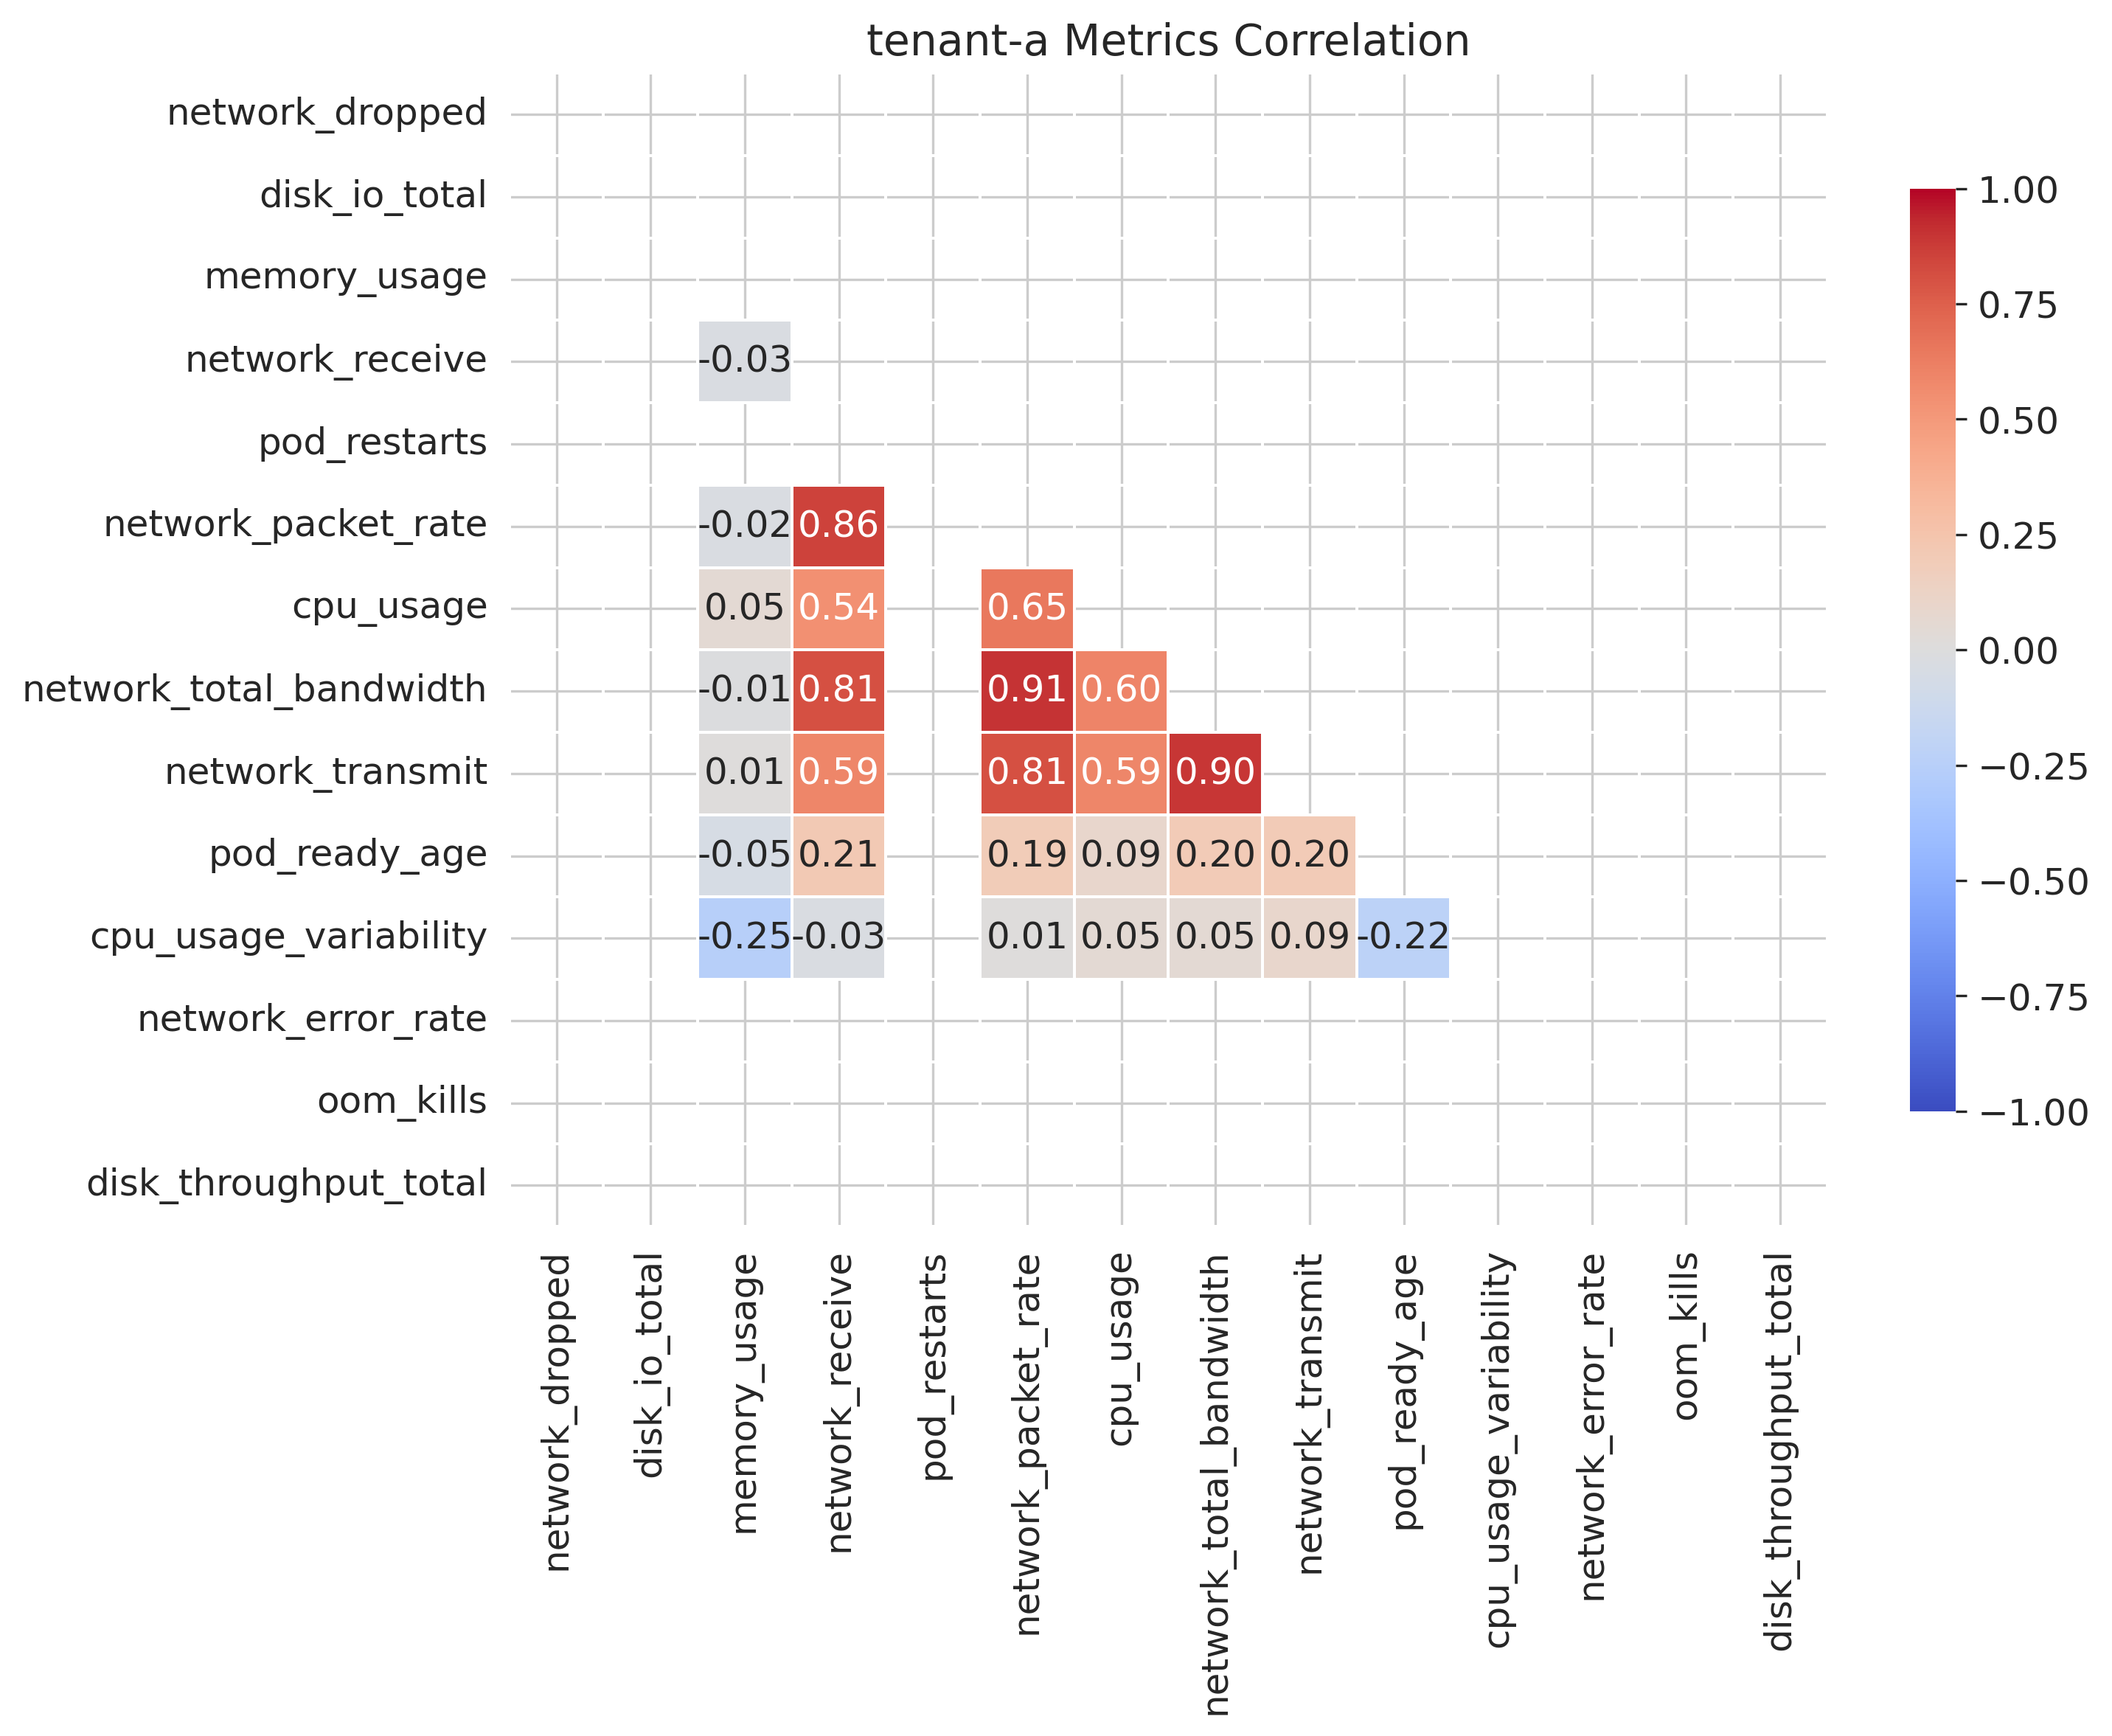 tenant-a Metrics Correlation
network_dropped
disk_io_total
memory_usage
network_receive -0.03
pod_restarts
network_packet_rate -0.02 0.86
cpu_usage 0.05 0.54 0.65
network_total_bandwidth -0.01 0.81 0.91 0.60
network_transmit 0.01 0.59 0.81 0.59 0.90
pod_ready_age -0.05 0.21 0.19 0.09 0.20 0.20
cpu_usage_variability -0.25 -0.03 0.01 0.05 0.05 0.09 -0.22
network_error_rate
oom_kills
disk_throughput_total
network_dropped
disk_io_total
memory_usage
network_receive
pod_restarts
network_packet_rate
cpu_usage
network_total_bandwidth
network_transmit
pod_ready_age
cpu_usage_variability
network_error_rate
oom_kills
disk_throughput_total
1.00
0.75
0.50
0.25
0.00
−0.25
−0.50
−0.75
−1.00